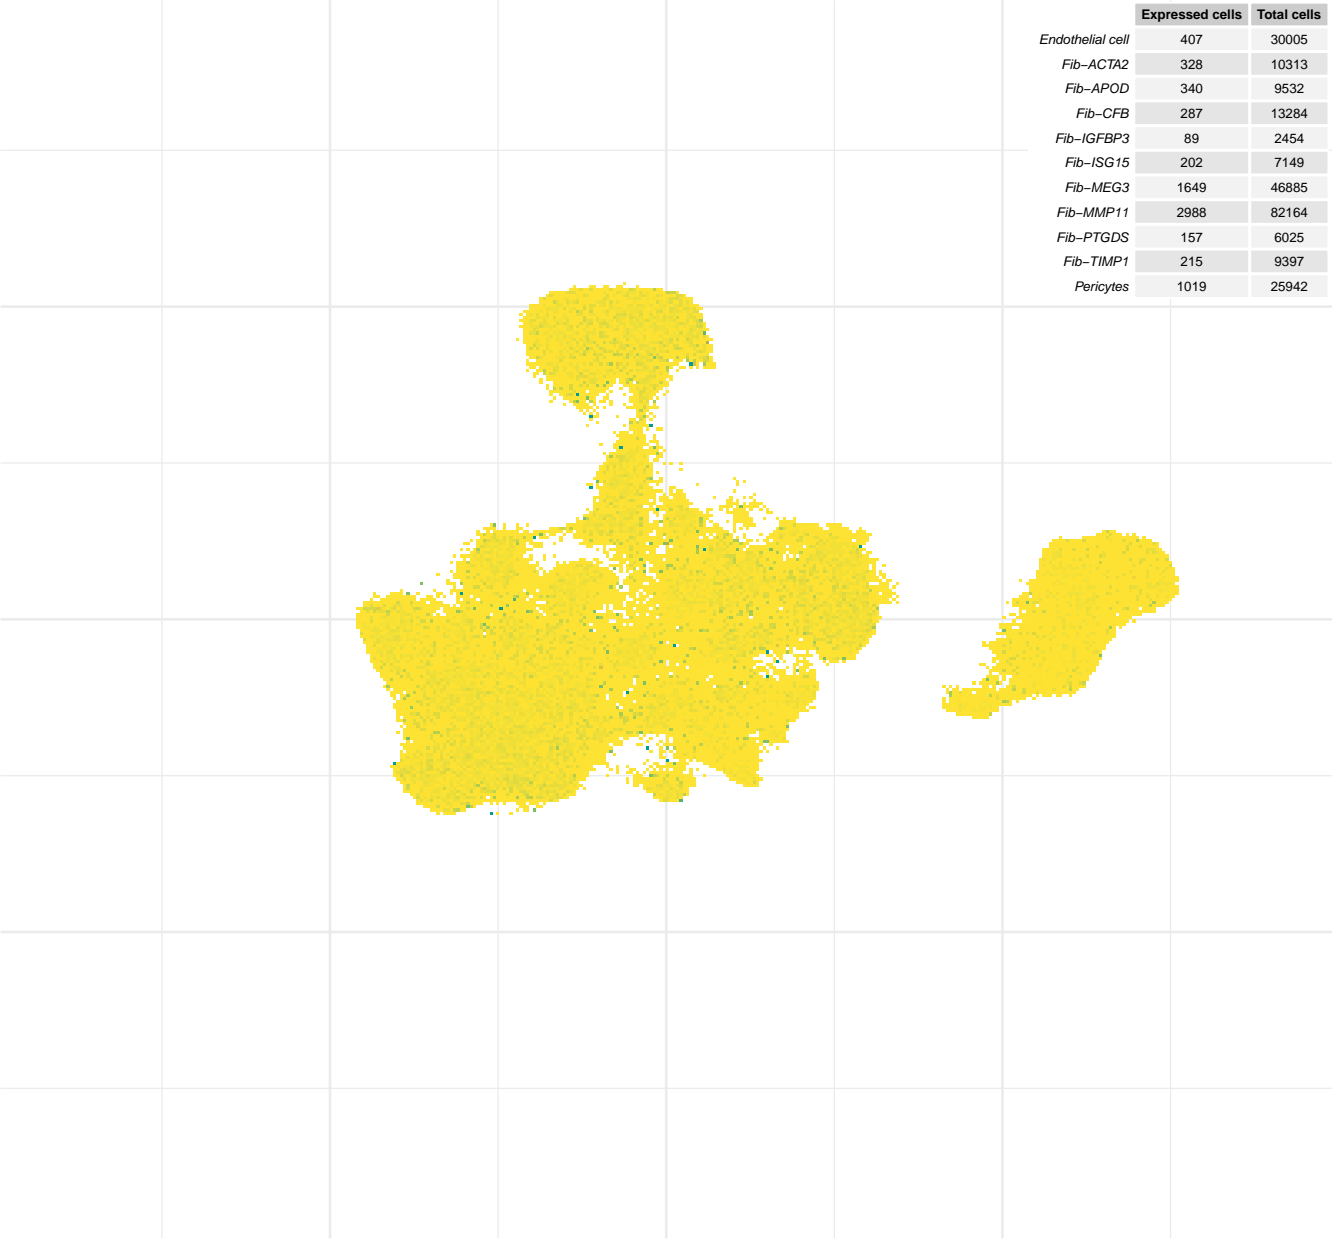 Expressed cells Total cells
Endothelial cell 407 30005
Fib−ACTA2 328 10313
Fib−APOD 340 9532
Fib−CFB 287 13284
Fib−IGFBP3 89 2454
Fib−ISG15 202 7149
Fib−MEG3 1649 46885
Fib−MMP11 2988 82164
Fib−PTGDS 157 6025
Fib−TIMP1 215 9397
Pericytes 1019 25942